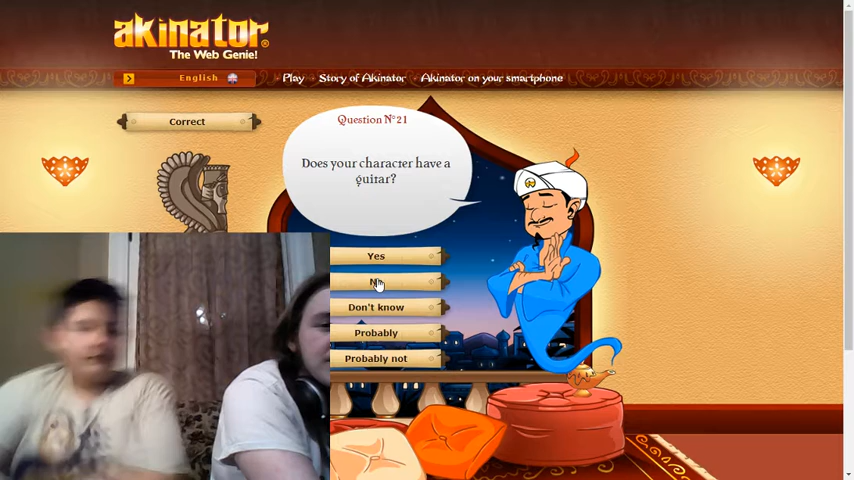 akinator®
The Web Genie!
English
Play
Story of Akinator
Akinator on your smartphone
Correct
Question N°21
Does your character have a
guitar?
Yes
Don't know
Probably
Probably not